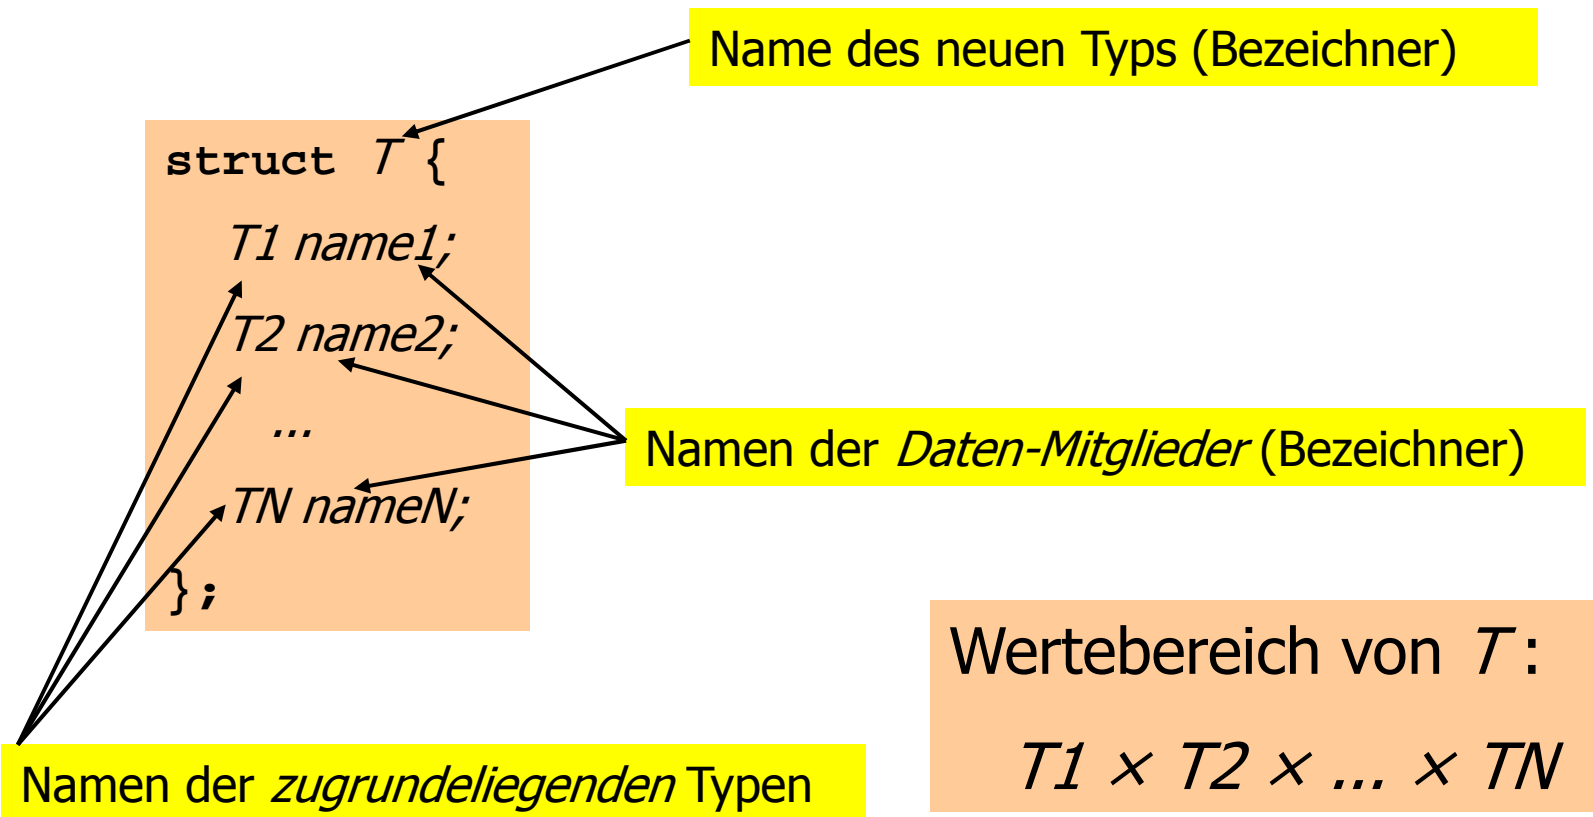 Name des neuen Typs (Bezeichner)
struct T {
T1 name1;
T2 name2;
...
TN nameN;
};
Namen der Daten-Mitglieder (Bezeichner)
Wertebereich von T :
T1 × T2 × ... × TN
Namen der zugrundeliegenden Typen